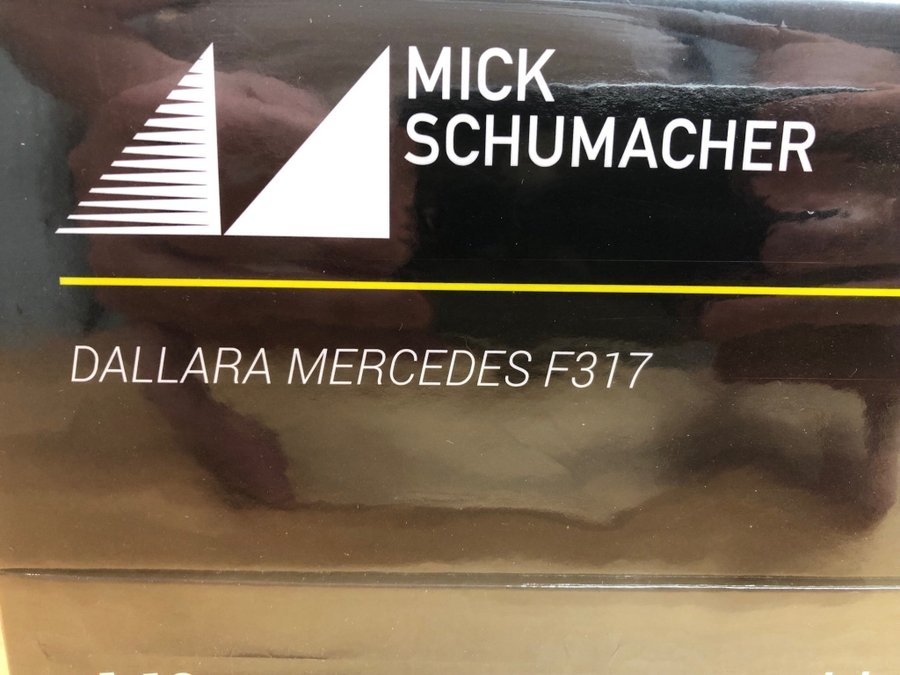 MICK
SCHUMACHER
DALLARA MERCEDES F317